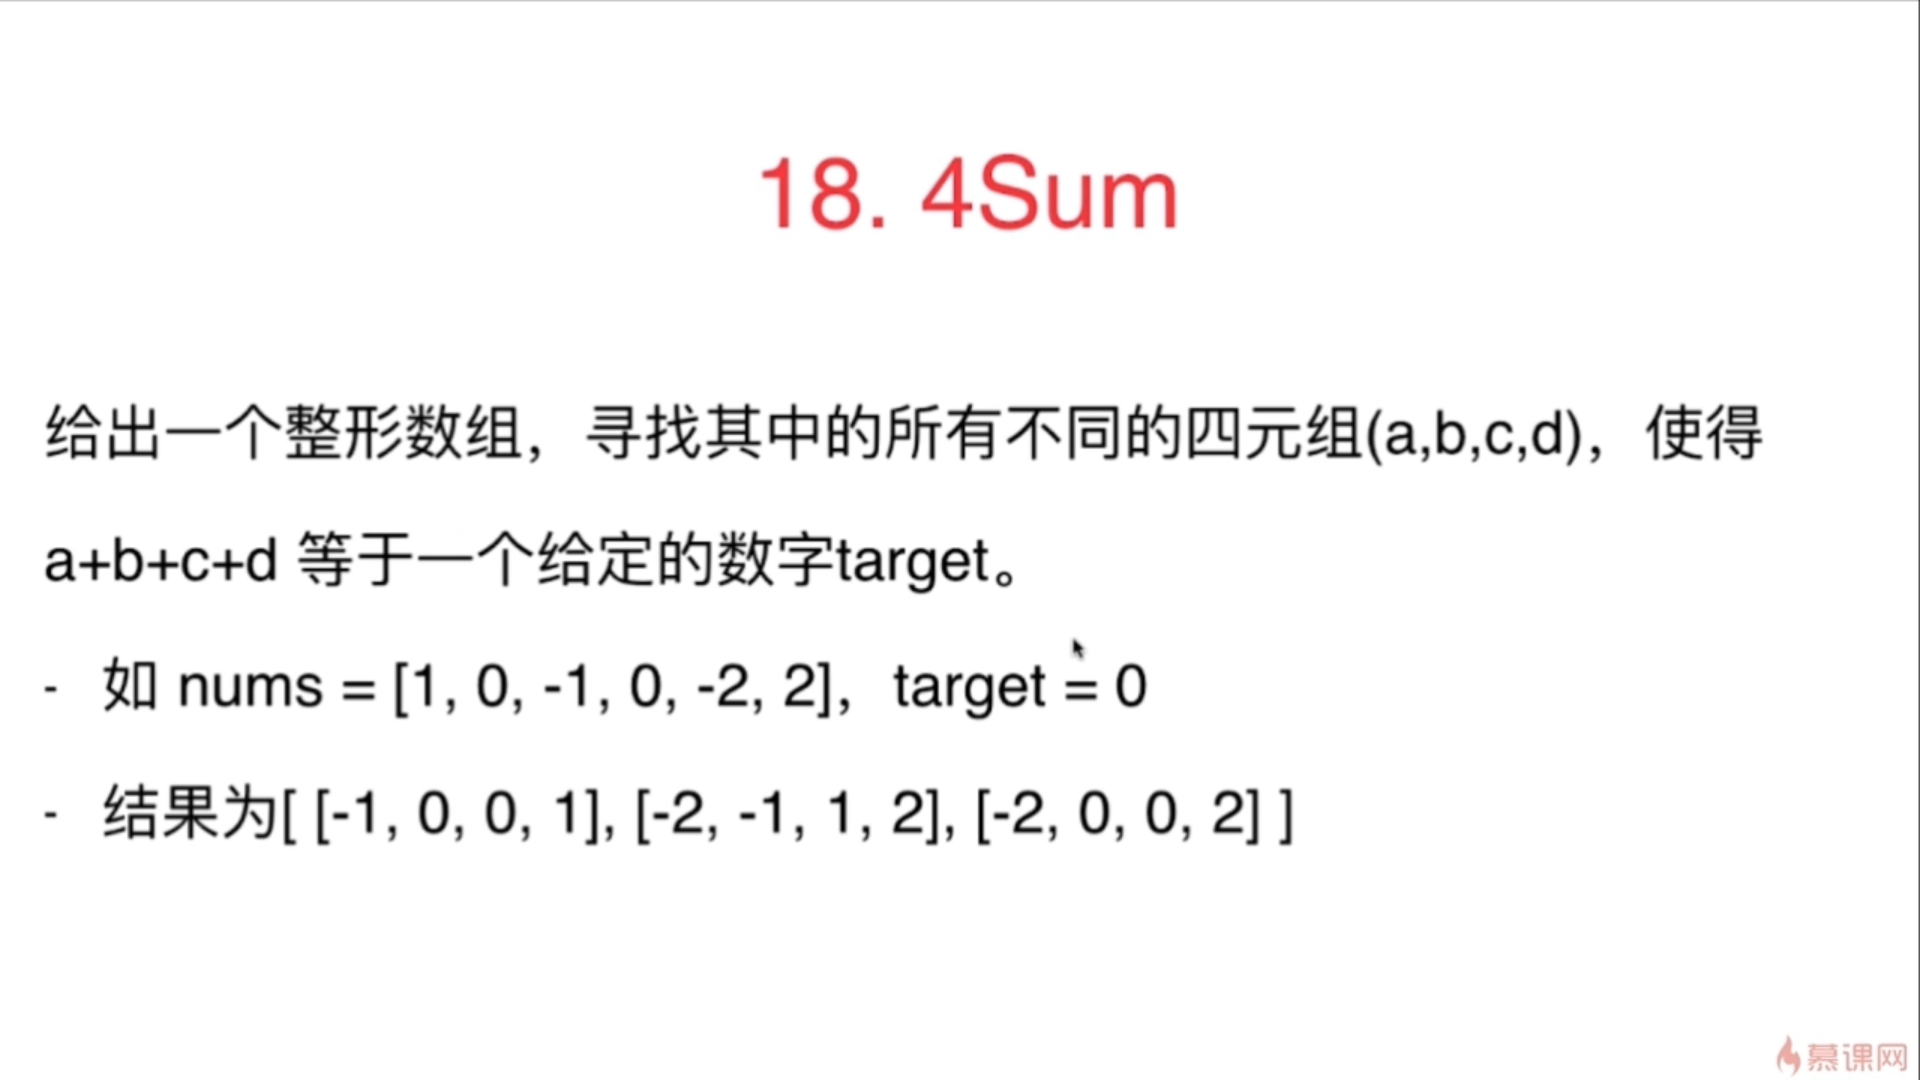 18. 4Sum
给出一个整形数组，寻找其中的所有不同的四元组(a,b,c,d)，使得
a+b+c+d 等于一个给定的数字target。
- 如 nums = [1, 0, -1, 0, -2, 2]，target = 0
- 结果为[ [-1, 0, 0, 1], [-2, -1, 1, 2], [-2, 0, 0, 2] ]
慕课网